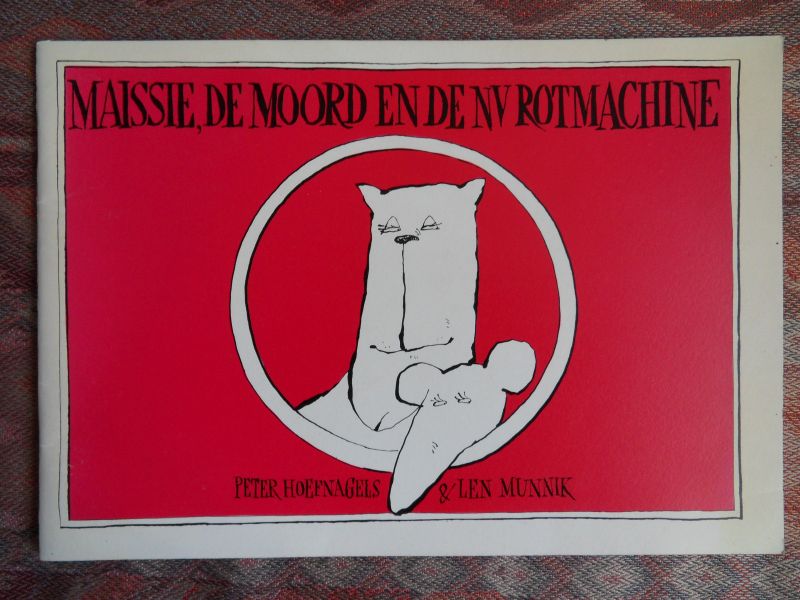 MAISSIE, DE MOORD EN DE NV ROTMACHINE
PETER HOEFNAGELS & LEN MUNNIK